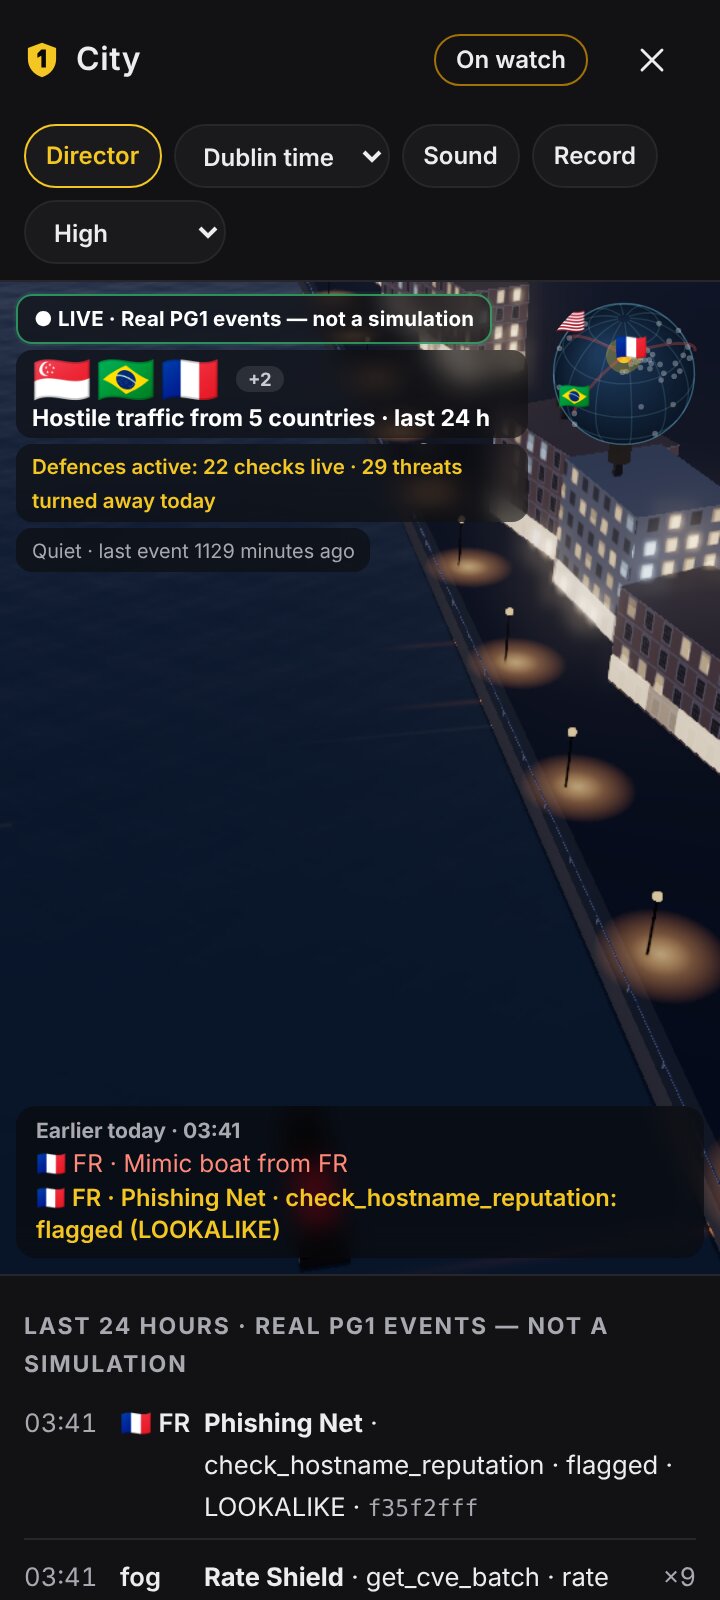 1 City
On watch
Director
Dublin time
Sound
Record
High
LIVE · Real PG1 events — not a simulation
+2
Hostile traffic from 5 countries · last 24 h
Defences active: 22 checks live · 29 threats
turned away today
Quiet · last event 1129 minutes ago
Earlier today · 03:41
FR · Mimic boat from FR
FR · Phishing Net · check_hostname_reputation:
flagged (LOOKALIKE)
LAST 24 HOURS · REAL PG1 EVENTS — NOT A
SIMULATION
03:41 FR Phishing Net ·
check_hostname_reputation · flagged ·
LOOKALIKE · f35f2fff
03:41 fog Rate Shield · get_cve_batch · rate ×9